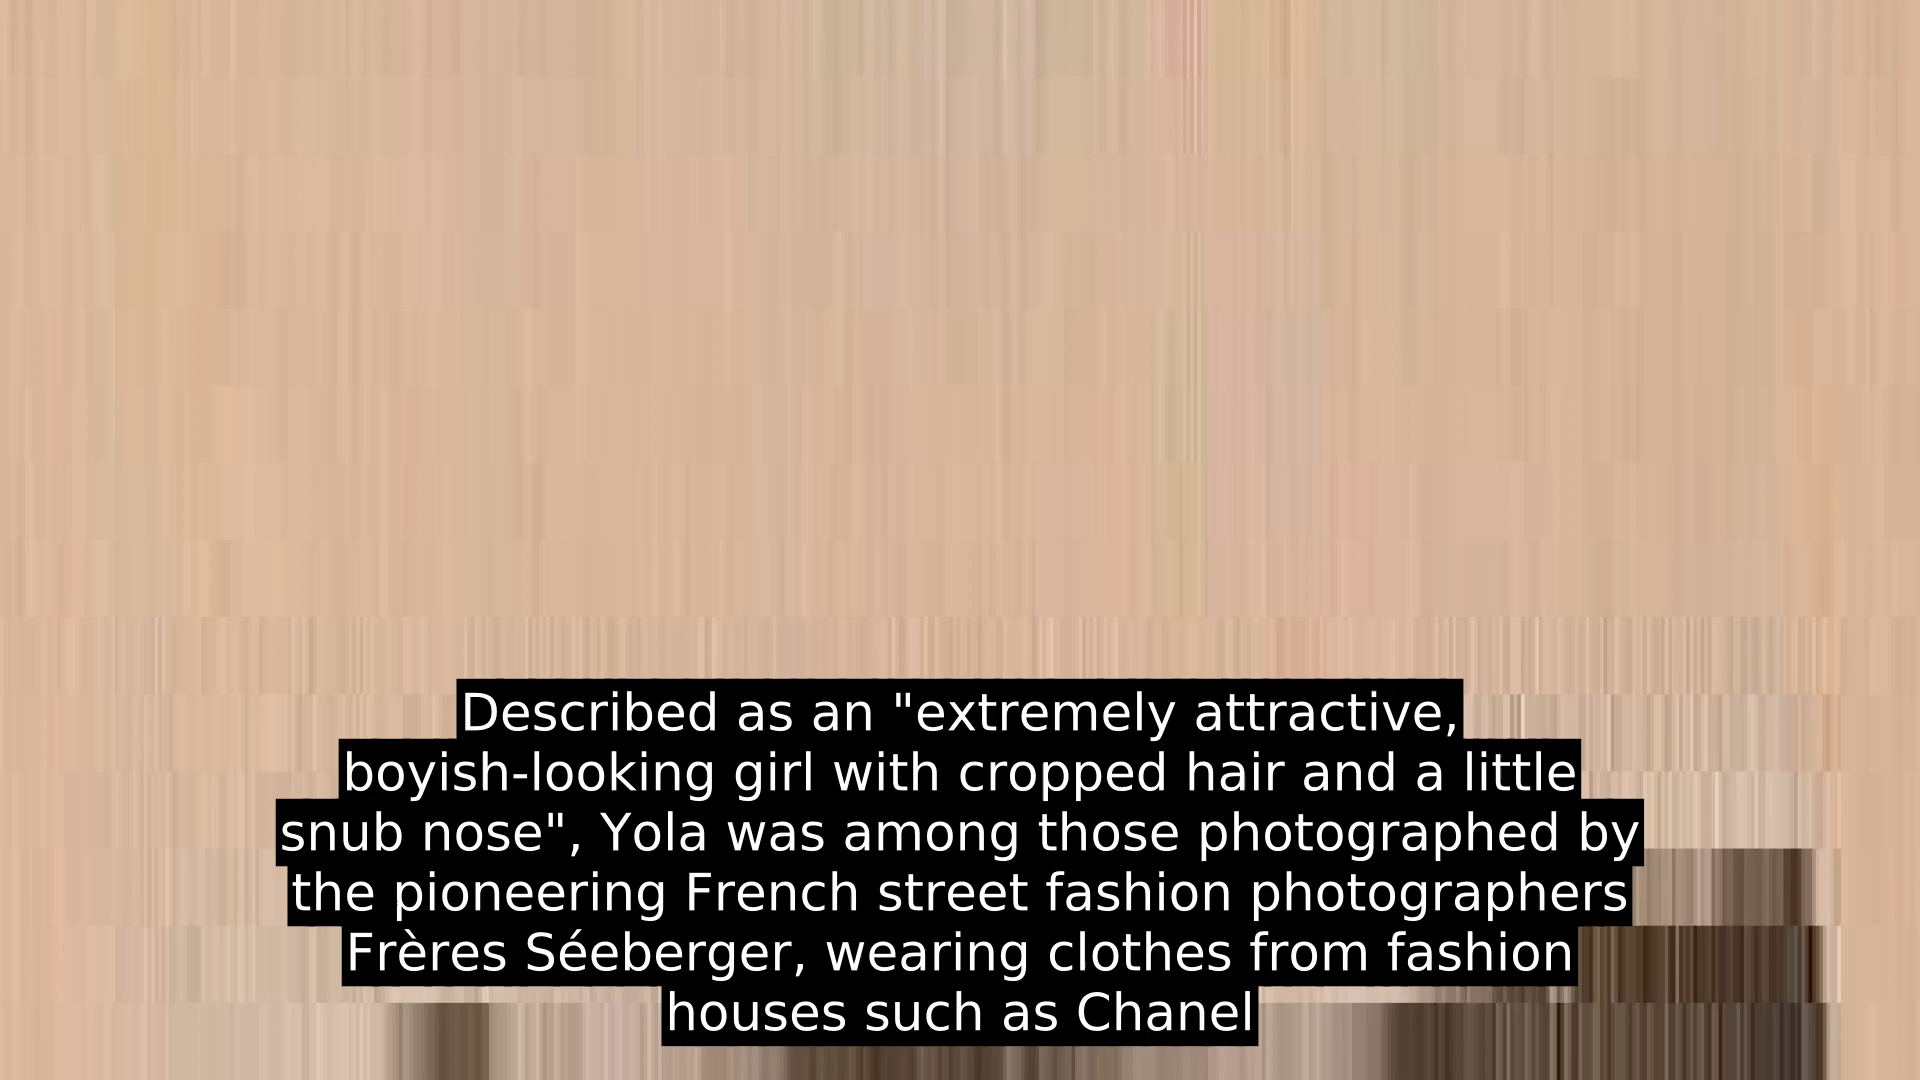 Described as an "extremely attractive,
boyish-looking girl with cropped hair and a little
snub nose", Yola was among those photographed by
the pioneering French street fashion photographers
Frères Séeberger, wearing clothes from fashion
houses such as Chanel